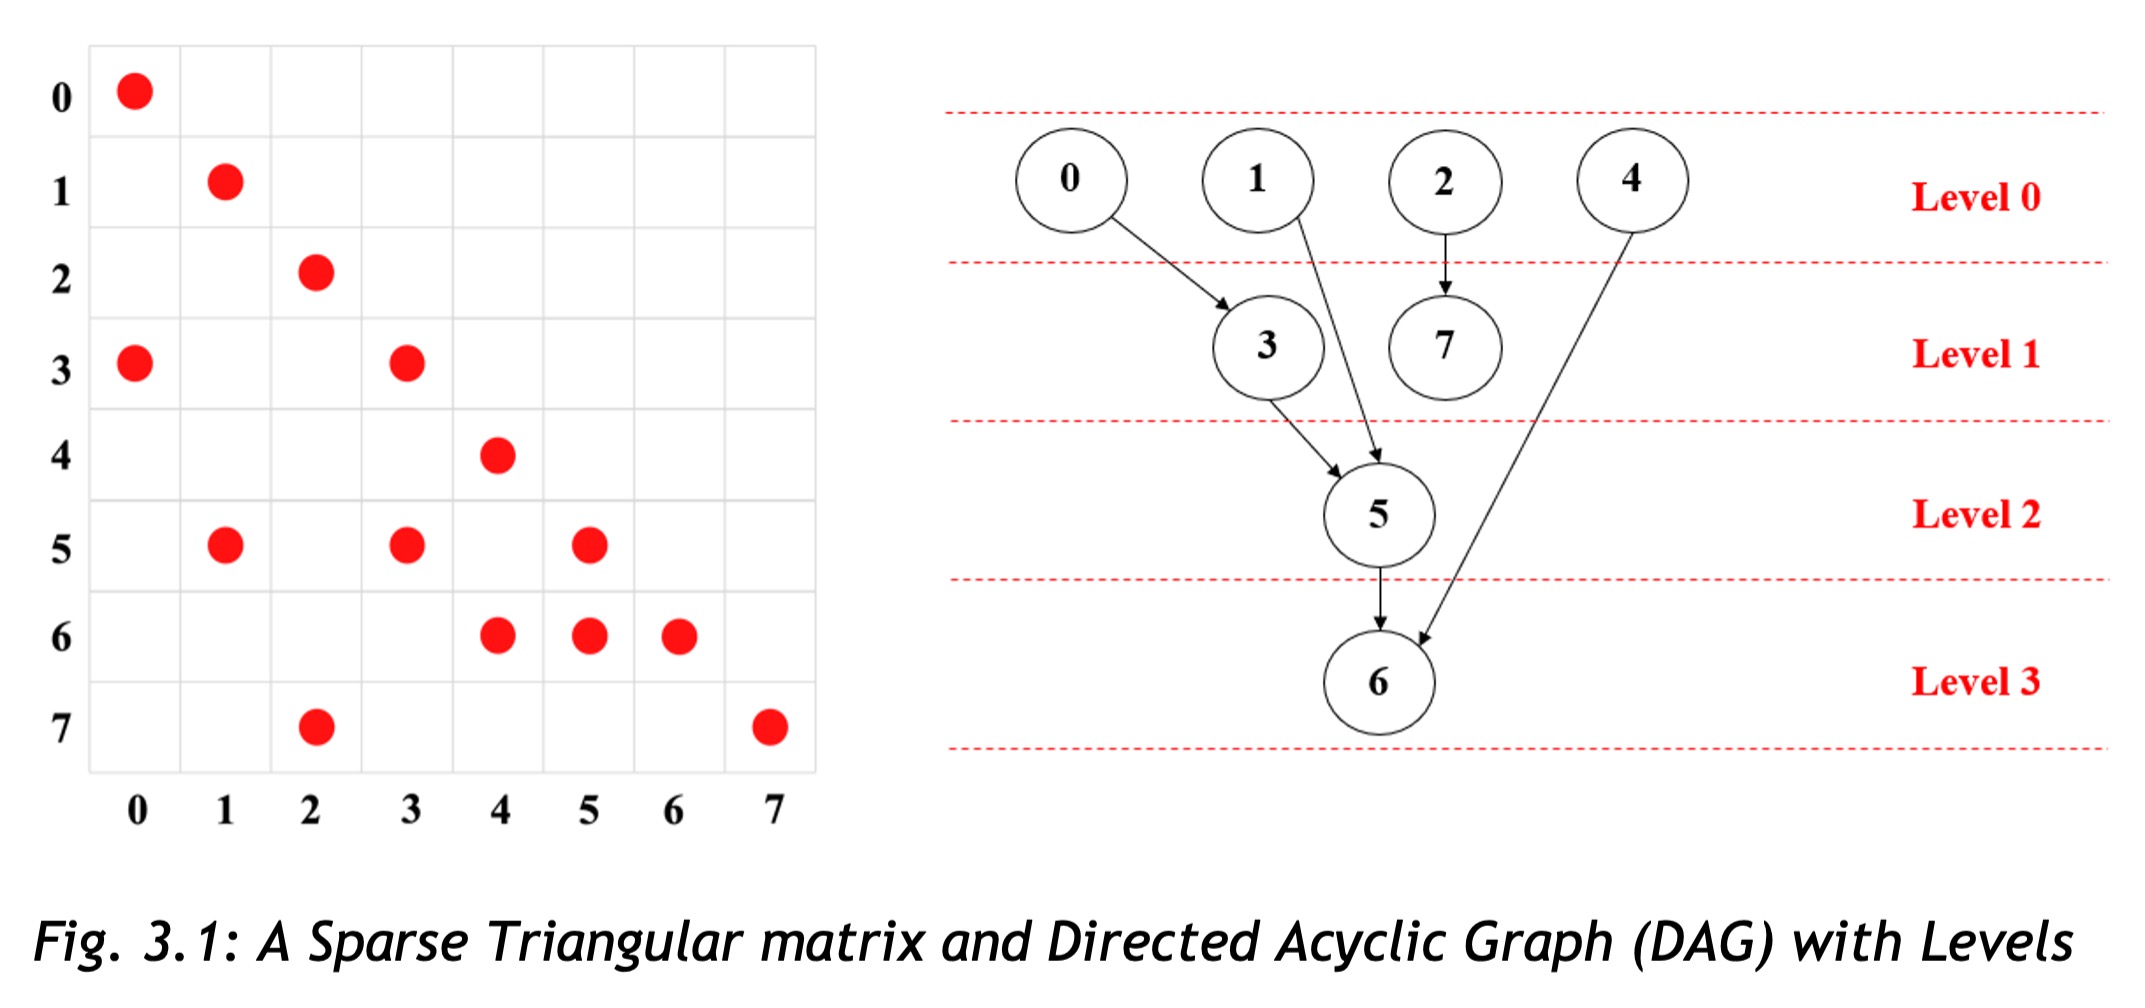 0
1
2
3
4
5
6
7
0 1 2 3 4 5 6 7
0 1 2 4 Level 0
3 7 Level 1
5 Level 2
6 Level 3
Fig. 3.1: A Sparse Triangular matrix and Directed Acyclic Graph (DAG) with Levels